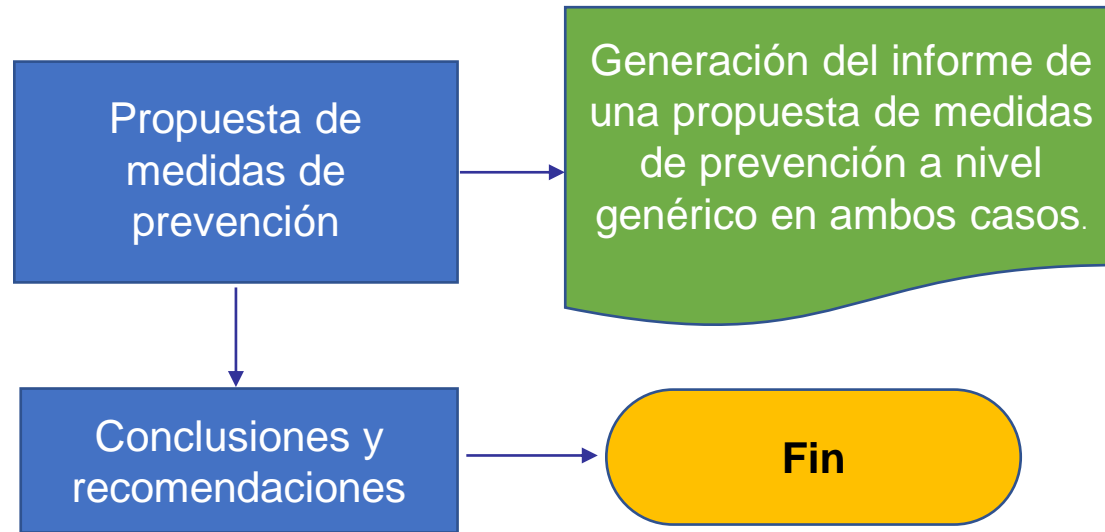 Propuesta de
medidas de
prevención
Generación del informe de
una propuesta de medidas
de prevención a nivel
genérico en ambos casos.
Conclusiones y
recomendaciones
Fin